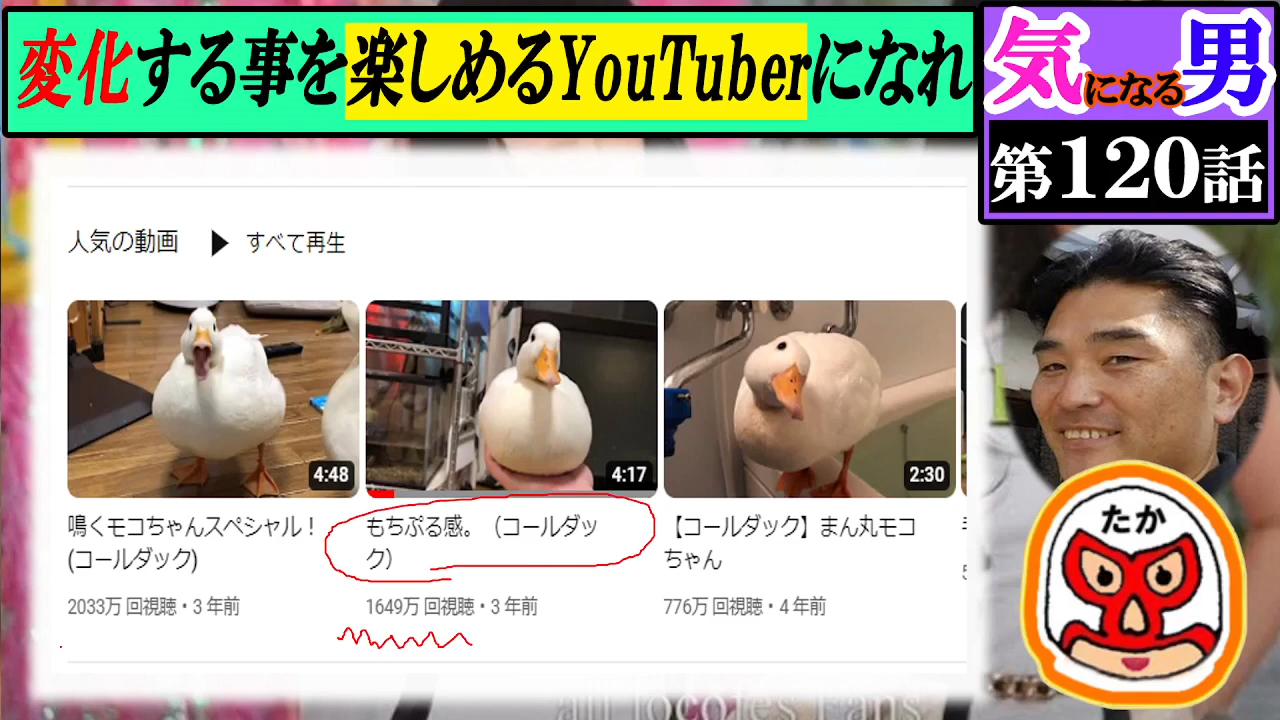 変化する事を楽しめるYouTuberになれ
気になる男
第120話
人気の動画 ▶ すべて再生
4:48
4:17
2:30
鳴くモコちゃんスペシャル！
(コールダック)
もちぷる感。（コールダッ
ク）
【コールダック】まん丸モコ
ちゃん
2033万 回視聴・3 年前
1649万 回視聴・3 年前
776万 回視聴・4 年前
たか